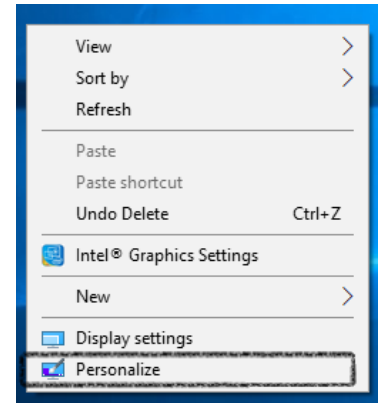 View
Sort by
Refresh
Paste
Paste shortcut
Undo Delete Ctrl+Z
Intel® Graphics Settings
New
Display settings
Personalize